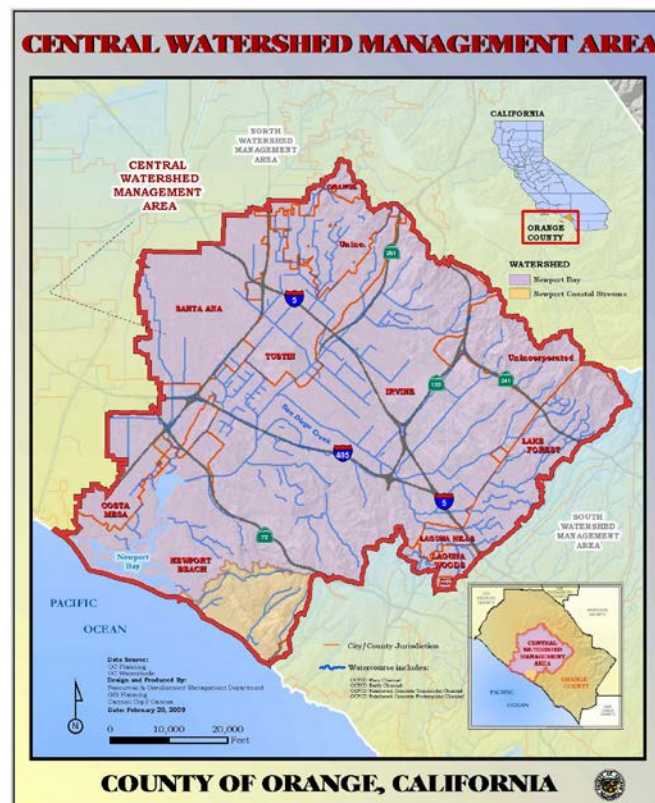 CENTRAL WATERSHED MANAGEMENT AREA
NORTH
WATERSHED
MANAGEMENT
AREA
CENTRAL
WATERSHED
MANAGEMENT
AREA
CALIFORNIA
ORANGE
COUNTY
WATERSHED
Newport Bay
Newport Coastal Streams
ORANGE
Uninc.
261
5
SANTA ANA
TUSTIN
IRVINE
133
241
Unincorporated
San Diego Creek
405
LAKE
FOREST
5
COSTA
MESA
Newport
Bay
NEWPORT
BEACH
73
LAGUNA HILLS
LAGUNA
WOODS
SOUTH
WATERSHED
MANAGEMENT
AREA
PACIFIC
OCEAN
City/County Jurisdiction
Watercourse includes:
Data Source:
OC Planning
OC Watersheds
Design and Produced By:
Resources & Development Management Department
GIS Planning
Date: February 20, 2009
N
0 10,000 20,000
Feet
CENTRAL
WATERSHED
MANAGEMENT
AREA
ORANGE
COUNTY
PACIFIC
OCEAN
COUNTY OF ORANGE, CALIFORNIA